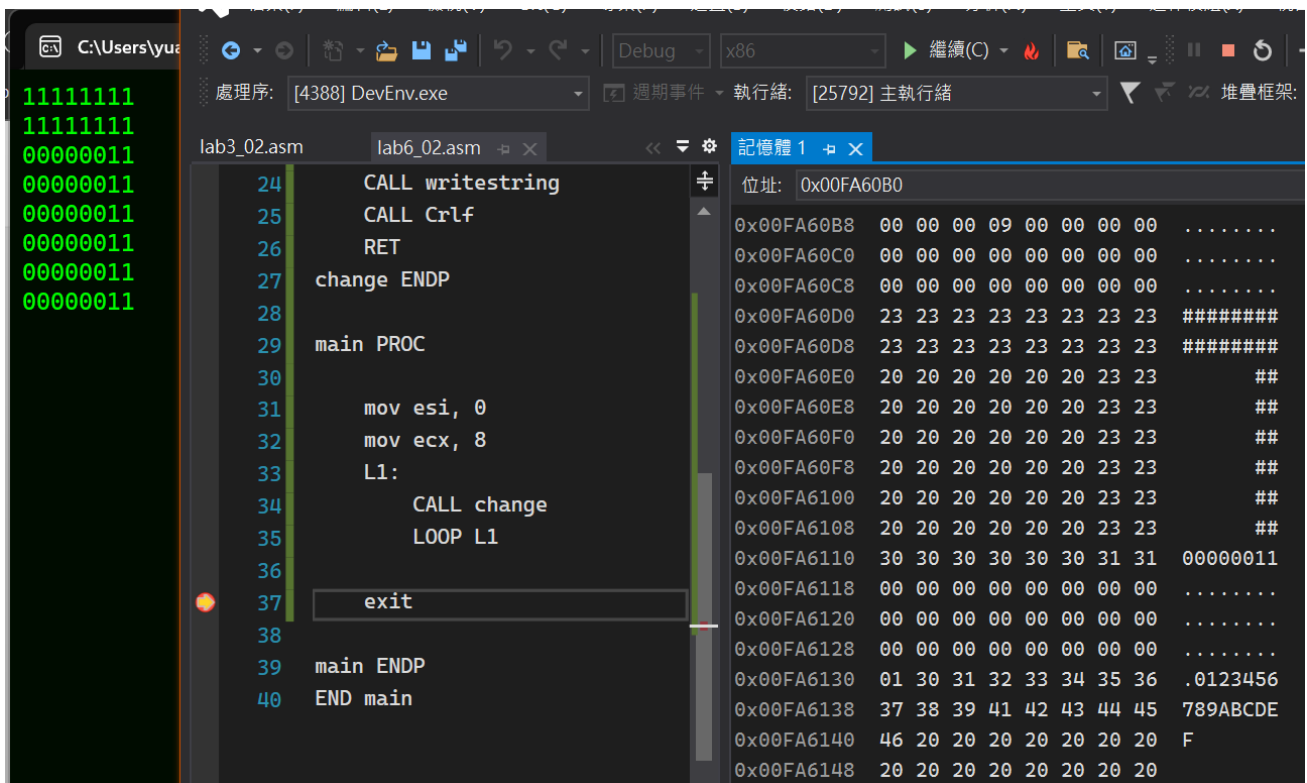 C:\Users\yua
Debug
x86
繼續(C)
處理序:
[4388] DevEnv.exe
週期事件
執行緒:
[25792] 主執行緒
堆疊框架:
11111111
11111111
00000011
00000011
00000011
00000011
00000011
00000011
lab3_02.asm
lab6_02.asm
24 CALL writestring
25 CALL Crlf
26 RET
27 change ENDP
28
29 main PROC
30
31 mov esi, 0
32 mov ecx, 8
33 L1:
34 CALL change
35 LOOP L1
36
37 exit
38
39 main ENDP
40 END main
記憶體 1
位址: 0x00FA60B0
0x00FA60B8 00 00 00 09 00 00 00 00 ........
0x00FA60C0 00 00 00 00 00 00 00 00 ........
0x00FA60C8 00 00 00 00 00 00 00 00 ........
0x00FA60D0 23 23 23 23 23 23 23 23 ########
0x00FA60D8 23 23 23 23 23 23 23 23 ########
0x00FA60E0 20 20 20 20 20 20 23 23 ##
0x00FA60E8 20 20 20 20 20 20 23 23 ##
0x00FA60F0 20 20 20 20 20 20 23 23 ##
0x00FA60F8 20 20 20 20 20 20 23 23 ##
0x00FA6100 20 20 20 20 20 20 23 23 ##
0x00FA6108 20 20 20 20 20 20 23 23 ##
0x00FA6110 30 30 30 30 30 30 31 31 00000011
0x00FA6118 00 00 00 00 00 00 00 00 ........
0x00FA6120 00 00 00 00 00 00 00 00 ........
0x00FA6128 00 00 00 00 00 00 00 00 ........
0x00FA6130 01 30 31 32 33 34 35 36 .0123456
0x00FA6138 37 38 39 41 42 43 44 45 789ABCDE
0x00FA6140 46 20 20 20 20 20 20 20 F
0x00FA6148 20 20 20 20 20 20 20 20